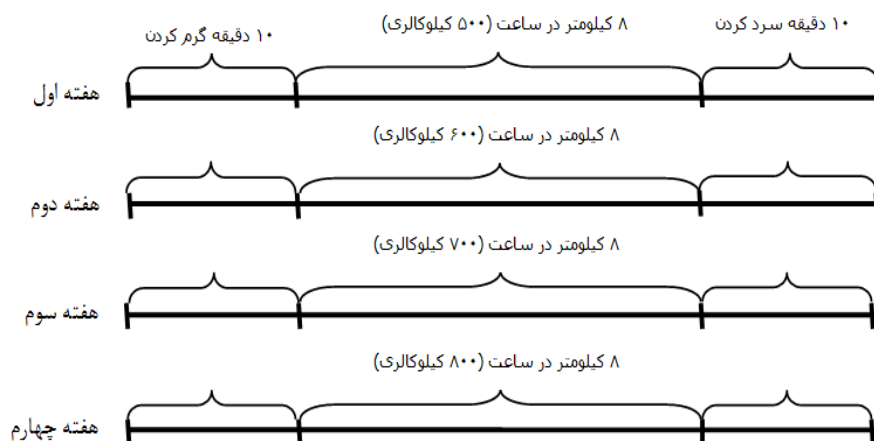 ۱۰ دقیقه گرم کردن
۸ کیلومتر در ساعت (۵۰۰ کیلوکالری)
۱۰ دقیقه سرد کردن
هفته اول
۸ کیلومتر در ساعت (۶۰۰ کیلوکالری)
هفته دوم
۸ کیلومتر در ساعت (۷۰۰ کیلوکالری)
هفته سوم
۸ کیلومتر در ساعت (۸۰۰ کیلوکالری)
هفته چهارم